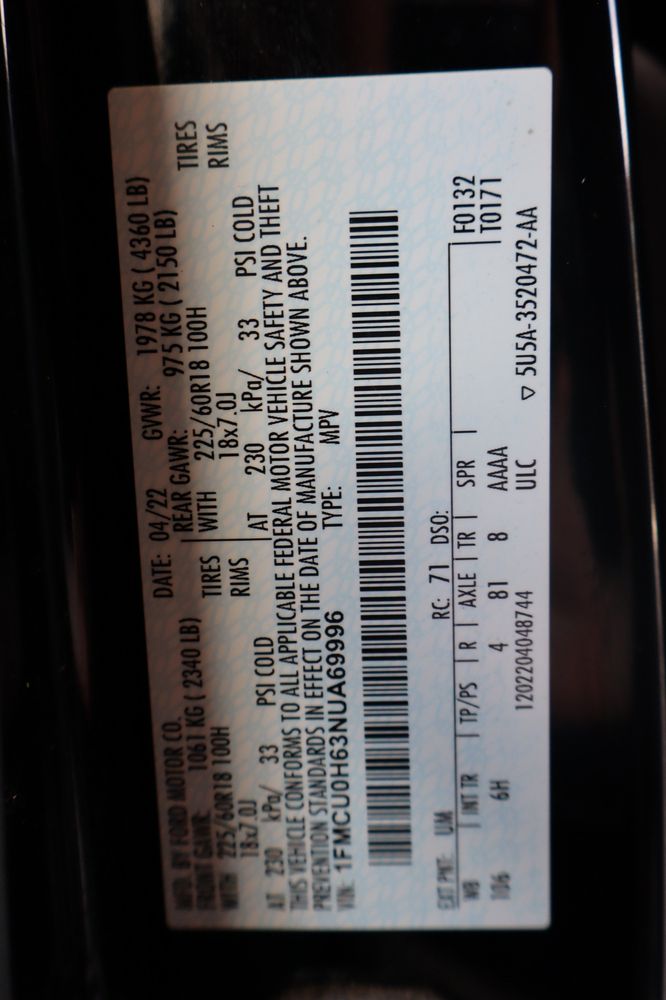 MFD. BY FORD MOTOR CO.
DATE: 04/22 GVWR: 1978 KG ( 4360 LB)
FRONT GAWR: 1061 KG ( 2340 LB) REAR GAWR: 975 KG ( 2150 LB)
WITH 225/60R18 100H TIRES WITH 225/60R18 100H TIRES
18x7.0J RIMS 18x7.0J RIMS
AT 230 kPa/ 33 PSI COLD AT 230 kPa/ 33 PSI COLD
THIS VEHICLE CONFORMS TO ALL APPLICABLE FEDERAL MOTOR VEHICLE SAFETY AND THEFT
PREVENTION STANDARDS IN EFFECT ON THE DATE OF MANUFACTURE SHOWN ABOVE.
VIN: 1FMCU0H63NUA69996 TYPE: MPV
EXT PNT: UM RC: 71 DSO:
WB | INT TR | TP/PS | R | AXLE | TR | SPR | F0132
106 6H 4 81 8 AAAA T0171
1202204048744 ULC ▽ 5U5A-3520472-AA